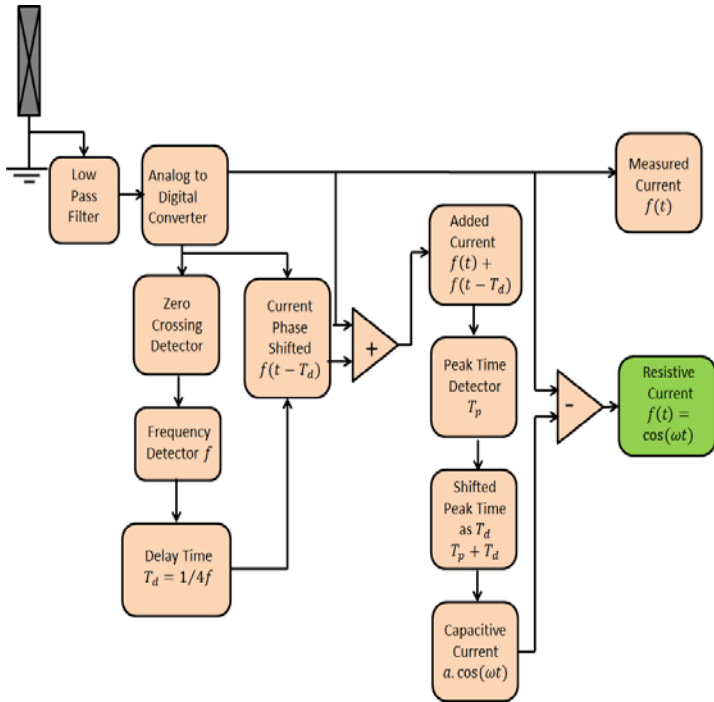 Low
Pass
Filter
Analog to
Digital
Converter
Measured
Current
f(t)
Zero
Crossing
Detector
Current
Phase
Shifted
f(t − T_d)
+
Added
Current
f(t) +
f(t − T_d)
Frequency
Detector f
Peak Time
Detector
T_p
-
Resistive
Current
f(t) =
cos(ωt)
Delay Time
T_d = 1/4f
Shifted
Peak Time
as T_d
T_p + T_d
Capacitive
Current
a. cos(ωt)